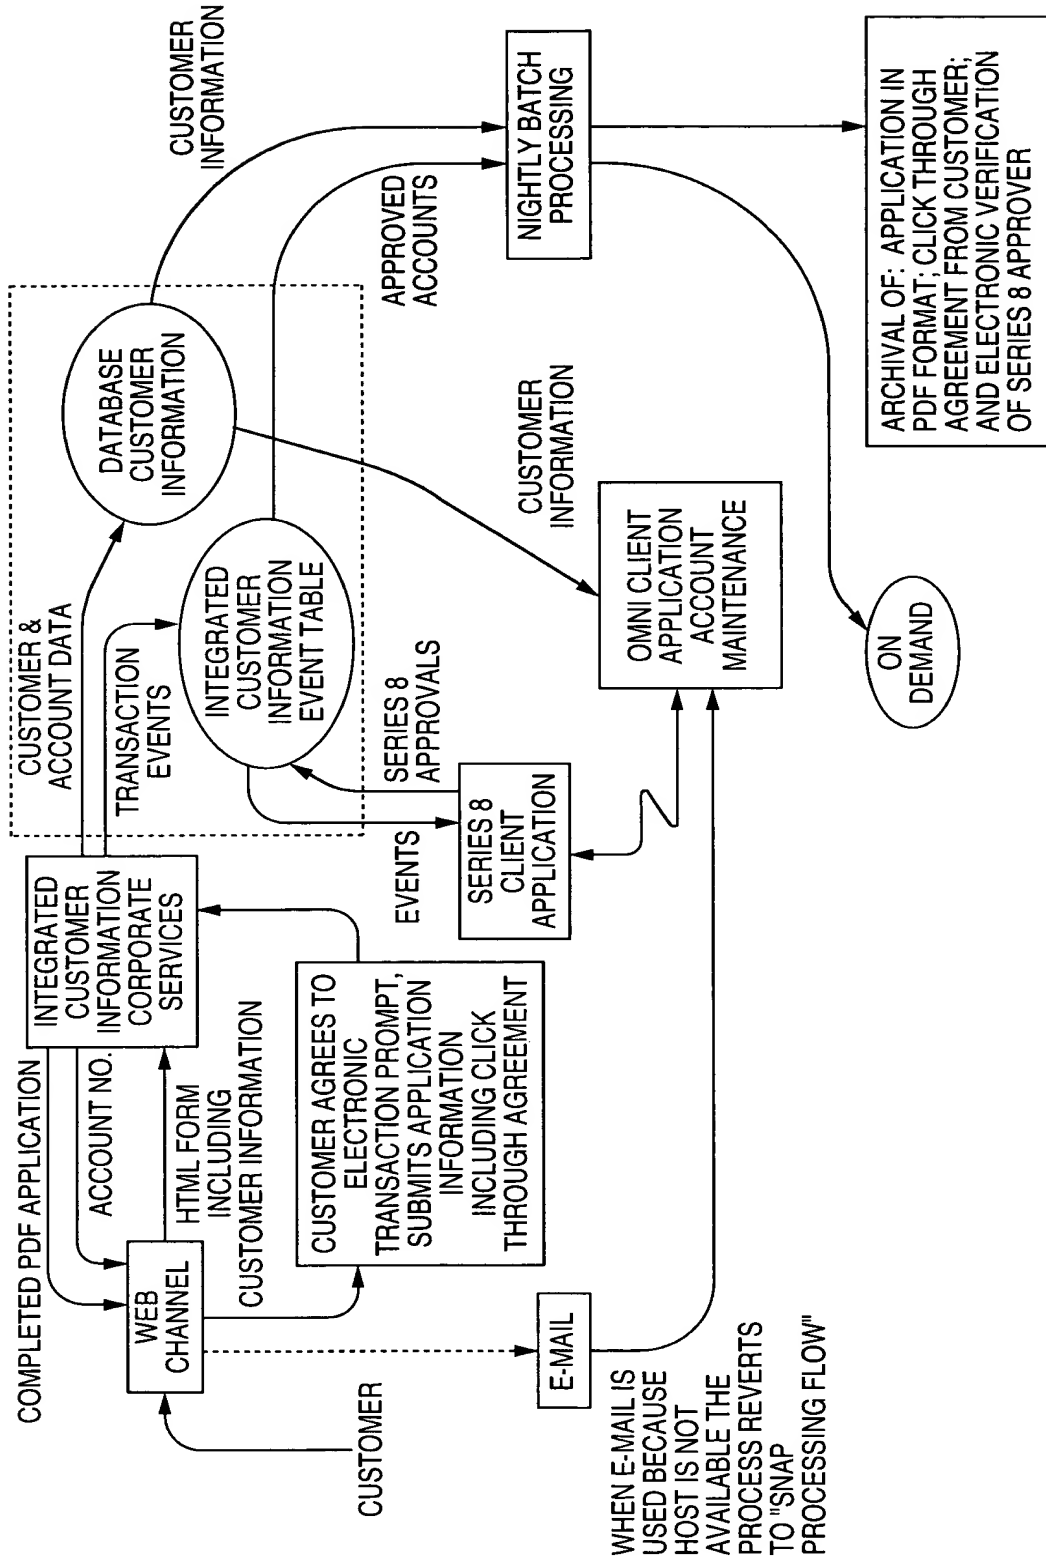 COMPLETED PDF APPLICATION
ACCOUNT NO.
WEB
CHANNEL
HTML FORM
INCLUDING
CUSTOMER INFORMATION
INTEGRATED
CUSTOMER
INFORMATION
CORPORATE
SERVICES
CUSTOMER &
ACCOUNT DATA
TRANSACTION
EVENTS
DATABASE
CUSTOMER
INFORMATION
INTEGRATED
CUSTOMER
INFORMATION
EVENT TABLE
CUSTOMER
INFORMATION
APPROVED
ACCOUNTS
NIGHTLY BATCH
PROCESSING
CUSTOMER
CUSTOMER AGREES TO
ELECTRONIC
TRANSACTION PROMPT,
SUBMITS APPLICATION
INFORMATION
INCLUDING CLICK
THROUGH AGREEMENT
EVENTS
SERIES 8
APPROVALS
SERIES 8
CLIENT
APPLICATION
CUSTOMER
INFORMATION
OMNI CLIENT
APPLICATION
ACCOUNT
MAINTENANCE
E-MAIL
WHEN E-MAIL IS
USED BECAUSE
HOST IS NOT
AVAILABLE THE
PROCESS REVERTS
TO "SNAP
PROCESSING FLOW"
ON
DEMAND
ARCHIVAL OF: APPLICATION IN
PDF FORMAT; CLICK THROUGH
AGREEMENT FROM CUSTOMER;
AND ELECTRONIC VERIFICATION
OF SERIES 8 APPROVER